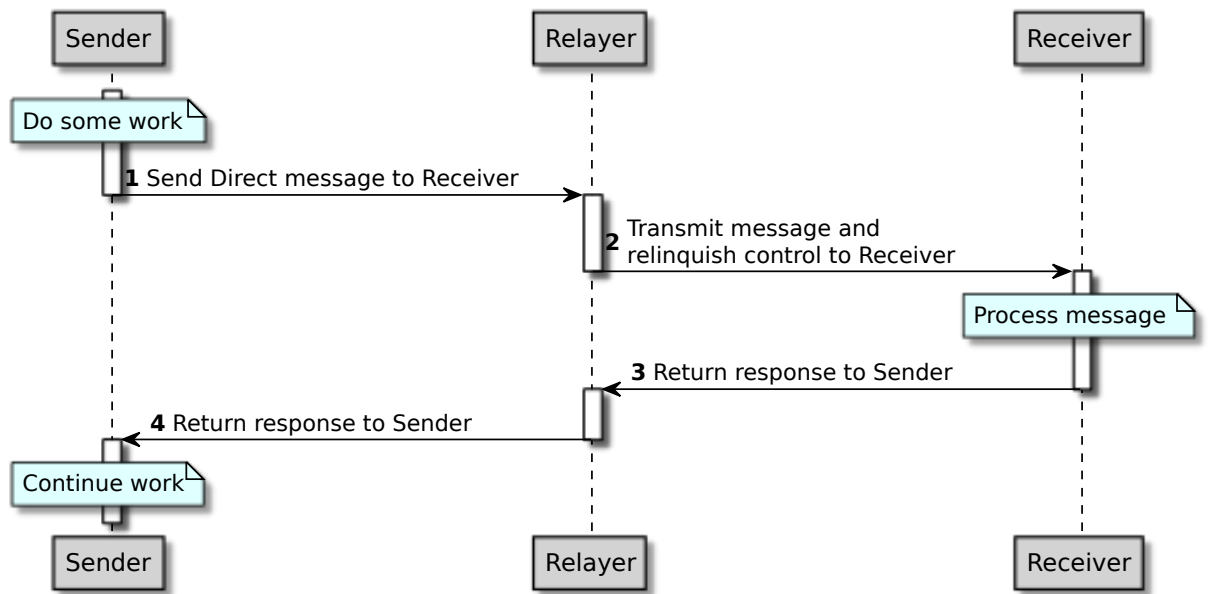 Sender
Relayer
Receiver
Do some work
1 Send Direct message to Receiver
2 Transmit message and
relinquish control to Receiver
Process message
3 Return response to Sender
4 Return response to Sender
Continue work
Sender
Relayer
Receiver